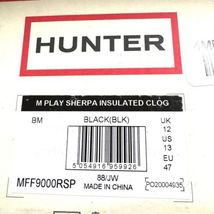 HUNTER
M PLAY SHERPA INSULATED CLOG
BM BLACK(BLK) UK
12
US
13
EU
47
5 054916 959926
88/JW
MFF9000RSP MADE IN CHINA PO20004935